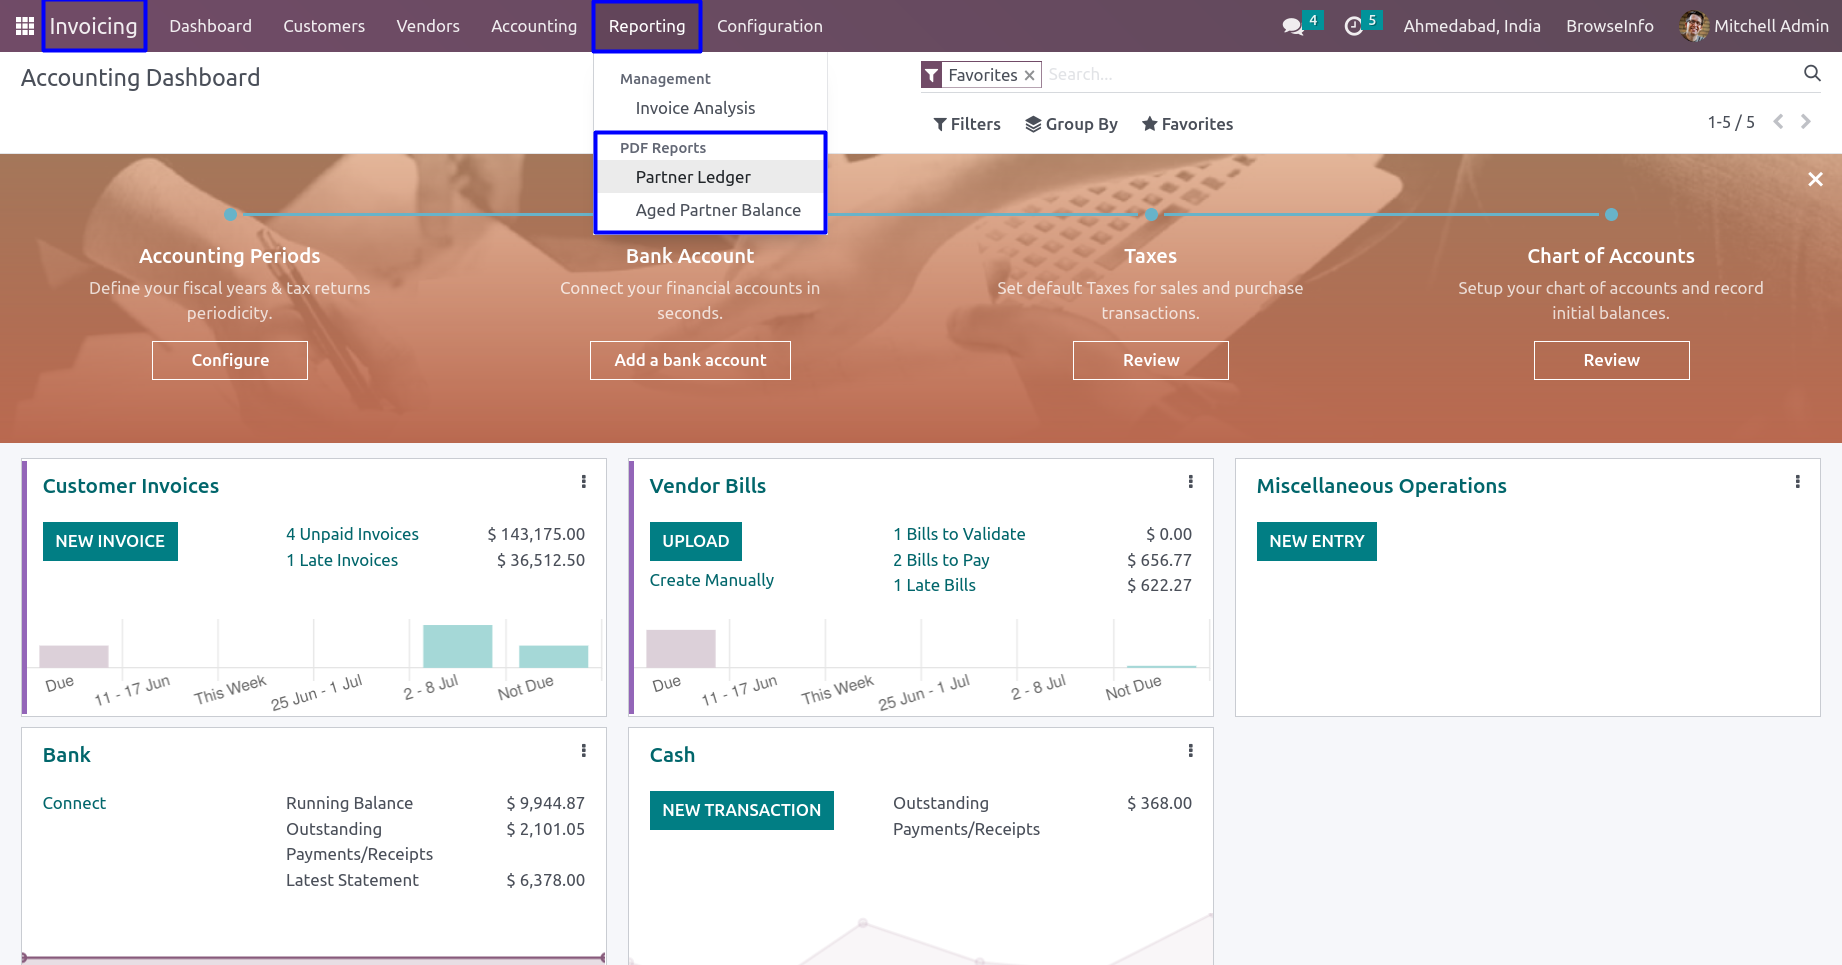 Invoicing Dashboard Customers Vendors Accounting Reporting Configuration 4 5 Ahmedabad, India BrowseInfo Mitchell Admin
Accounting Dashboard
Favorites × Search...
Filters Group By Favorites 1-5 / 5
Management
Invoice Analysis
PDF Reports
Partner Ledger
Aged Partner Balance
Accounting Periods
Define your fiscal years & tax returns
periodicity.
Configure
Bank Account
Connect your financial accounts in
seconds.
Add a bank account
Taxes
Set default Taxes for sales and purchase
transactions.
Review
Chart of Accounts
Setup your chart of accounts and record
initial balances.
Review
Customer Invoices
NEW INVOICE
4 Unpaid Invoices $ 143,175.00
1 Late Invoices $ 36,512.50
Due 11 - 17 Jun This Week 25 Jun - 1 Jul 2 - 8 Jul Not Due
Vendor Bills
UPLOAD
Create Manually
1 Bills to Validate $ 0.00
2 Bills to Pay $ 656.77
1 Late Bills $ 622.27
Due 11 - 17 Jun This Week 25 Jun - 1 Jul 2 - 8 Jul Not Due
Miscellaneous Operations
NEW ENTRY
Bank
Connect
Running Balance $ 9,944.87
Outstanding $ 2,101.05
Payments/Receipts
Latest Statement $ 6,378.00
Cash
NEW TRANSACTION
Outstanding $ 368.00
Payments/Receipts